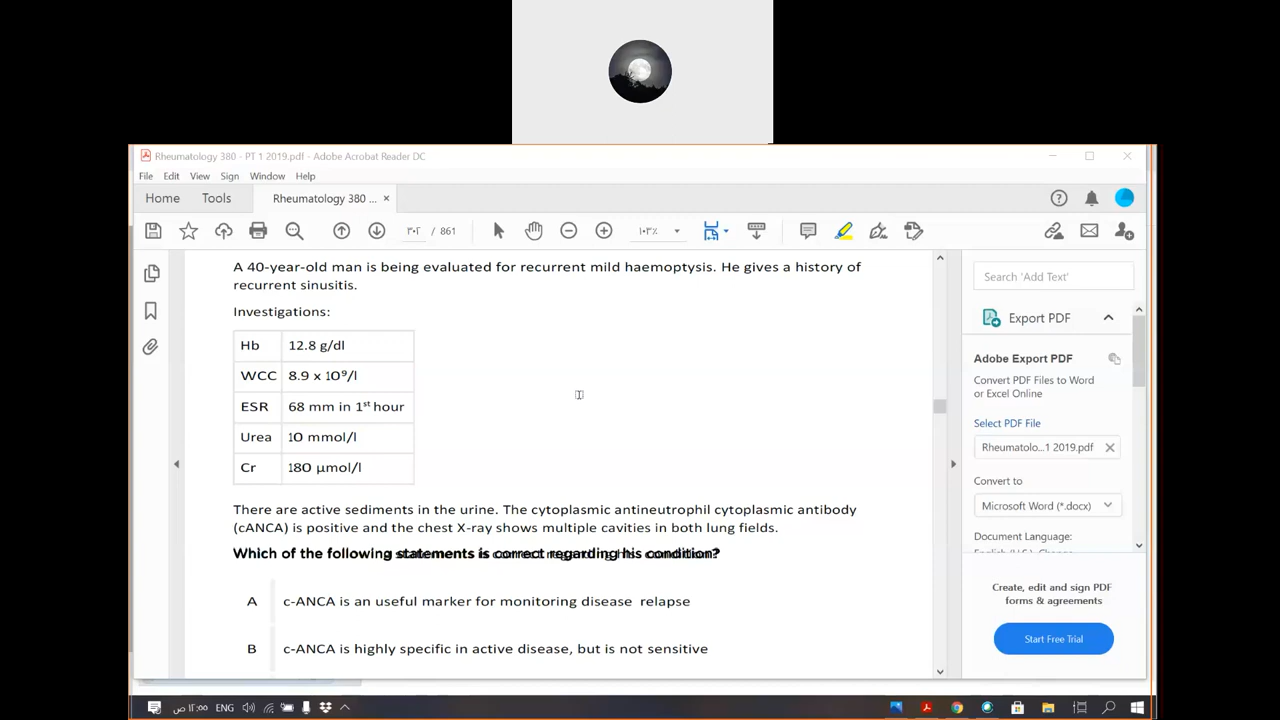 Rheumatology 380 - PT 1 2019.pdf - Adobe Acrobat Reader DC
File Edit View Sign Window Help
Home Tools Rheumatology 380 ... ×
٣٠٢ / 861 ١٠٣٪
A 40-year-old man is being evaluated for recurrent mild haemoptysis. He gives a history of
recurrent sinusitis.
Investigations:
Hb 12.8 g/dl
WCC 8.9 x 10⁹/l
ESR 68 mm in 1st hour
Urea 10 mmol/l
Cr 180 µmol/l
There are active sediments in the urine. The cytoplasmic antineutrophil cytoplasmic antibody
(cANCA) is positive and the chest X-ray shows multiple cavities in both lung fields.
Which of the following statements is correct regarding his condition?
A c-ANCA is an useful marker for monitoring disease relapse
B c-ANCA is highly specific in active disease, but is not sensitive
Search 'Add Text'
Export PDF
Adobe Export PDF
Convert PDF Files to Word
or Excel Online
Select PDF File
Rheumatolo...1 2019.pdf ×
Convert to
Microsoft Word (*.docx)
Document Language:
English (U.S.) Change
Create, edit and sign PDF
forms & agreements
Start Free Trial
ص ١٢:٠٠ ENG